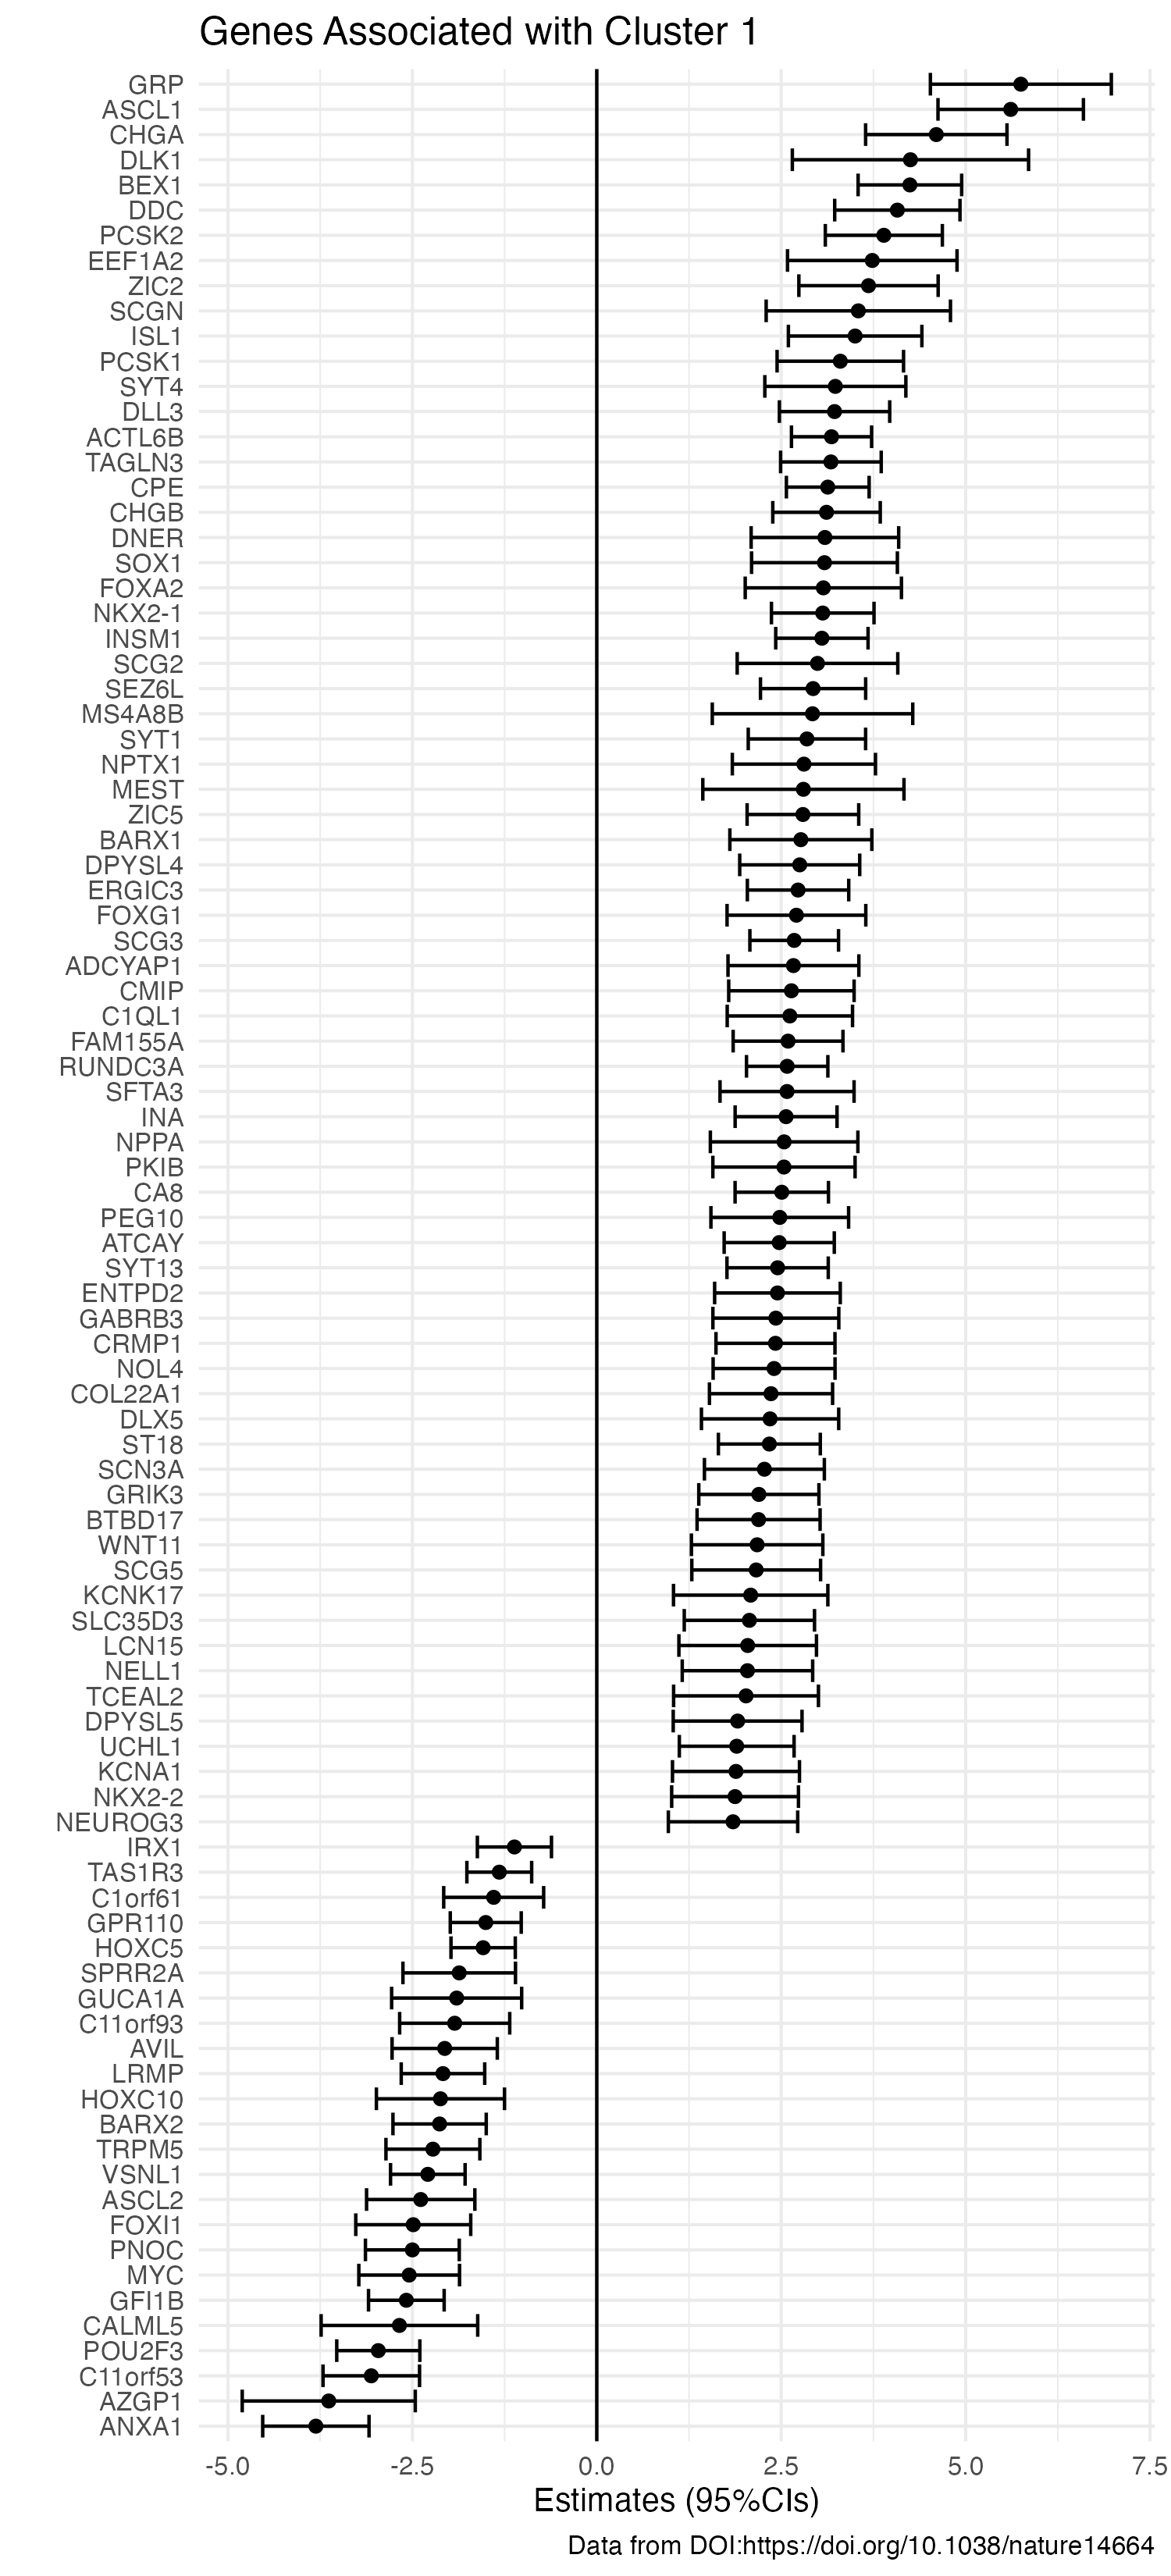 Genes Associated with Cluster 1
GRP
ASCL1
CHGA
DLK1
BEX1
DDC
PCSK2
EEF1A2
ZIC2
SCGN
ISL1
PCSK1
SYT4
DLL3
ACTL6B
TAGLN3
CPE
CHGB
DNER
SOX1
FOXA2
NKX2-1
INSM1
SCG2
SEZ6L
MS4A8B
SYT1
NPTX1
MEST
ZIC5
BARX1
DPYSL4
ERGIC3
FOXG1
SCG3
ADCYAP1
CMIP
C1QL1
FAM155A
RUNDC3A
SFTA3
INA
NPPA
PKIB
CA8
PEG10
ATCAY
SYT13
ENTPD2
GABRB3
CRMP1
NOL4
COL22A1
DLX5
ST18
SCN3A
GRIK3
BTBD17
WNT11
SCG5
KCNK17
SLC35D3
LCN15
NELL1
TCEAL2
DPYSL5
UCHL1
KCNA1
NKX2-2
NEUROG3
IRX1
TAS1R3
C1orf61
GPR110
HOXC5
SPRR2A
GUCA1A
C11orf93
AVIL
LRMP
HOXC10
BARX2
TRPM5
VSNL1
ASCL2
FOXI1
PNOC
MYC
GFI1B
CALML5
POU2F3
C11orf53
AZGP1
ANXA1
-5.0 -2.5 0.0 2.5 5.0 7.5
Estimates (95%CIs)
Data from DOI:https://doi.org/10.1038/nature14664